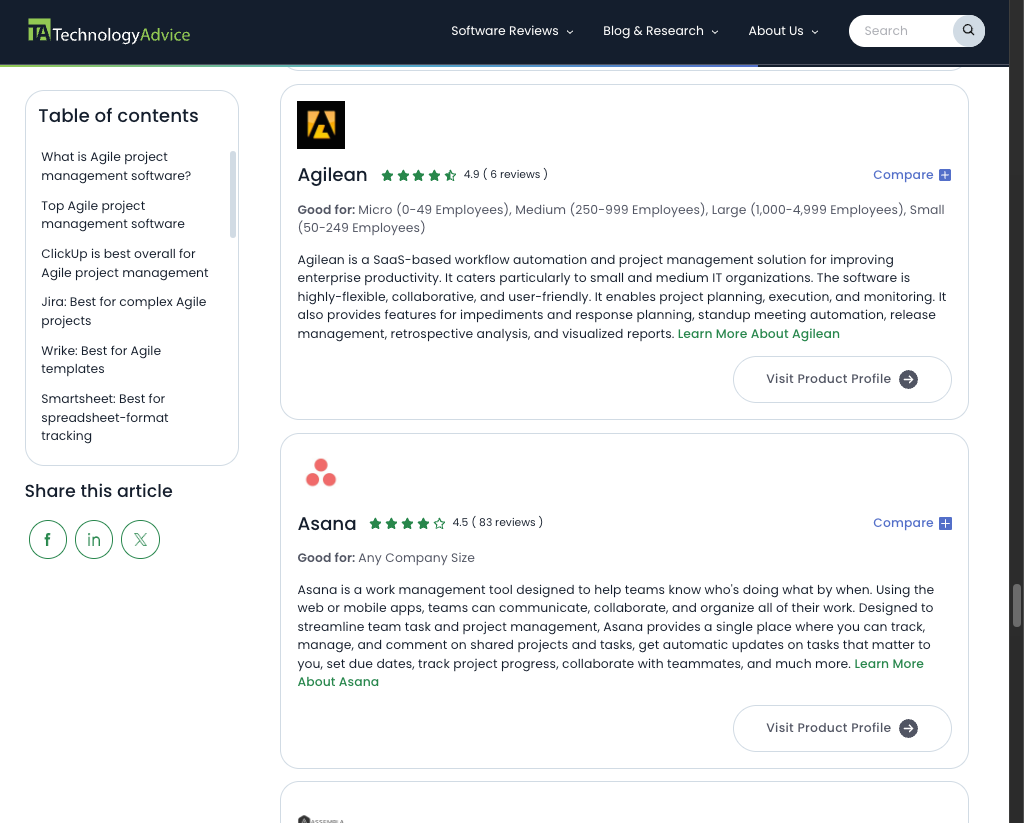 TechnologyAdvice
Software Reviews
Blog & Research
About Us
Search
Table of contents
What is Agile project
management software?
Top Agile project
management software
ClickUp is best overall for
Agile project management
Jira: Best for complex Agile
projects
Wrike: Best for Agile
templates
Smartsheet: Best for
spreadsheet-format
tracking
Share this article
Agilean 4.9 ( 6 reviews )
Compare
Good for: Micro (0-49 Employees), Medium (250-999 Employees), Large (1,000-4,999 Employees), Small
(50-249 Employees)
Agilean is a SaaS-based workflow automation and project management solution for improving
enterprise productivity. It caters particularly to small and medium IT organizations. The software is
highly-flexible, collaborative, and user-friendly. It enables project planning, execution, and monitoring. It
also provides features for impediments and response planning, standup meeting automation, release
management, retrospective analysis, and visualized reports. Learn More About Agilean
Visit Product Profile
Asana 4.5 ( 83 reviews )
Compare
Good for: Any Company Size
Asana is a work management tool designed to help teams know who's doing what by when. Using the
web or mobile apps, teams can communicate, collaborate, and organize all of their work. Designed to
streamline team task and project management, Asana provides a single place where you can track,
manage, and comment on shared projects and tasks, get automatic updates on tasks that matter to
you, set due dates, track project progress, collaborate with teammates, and much more. Learn More
About Asana
Visit Product Profile
ASSEMBLA